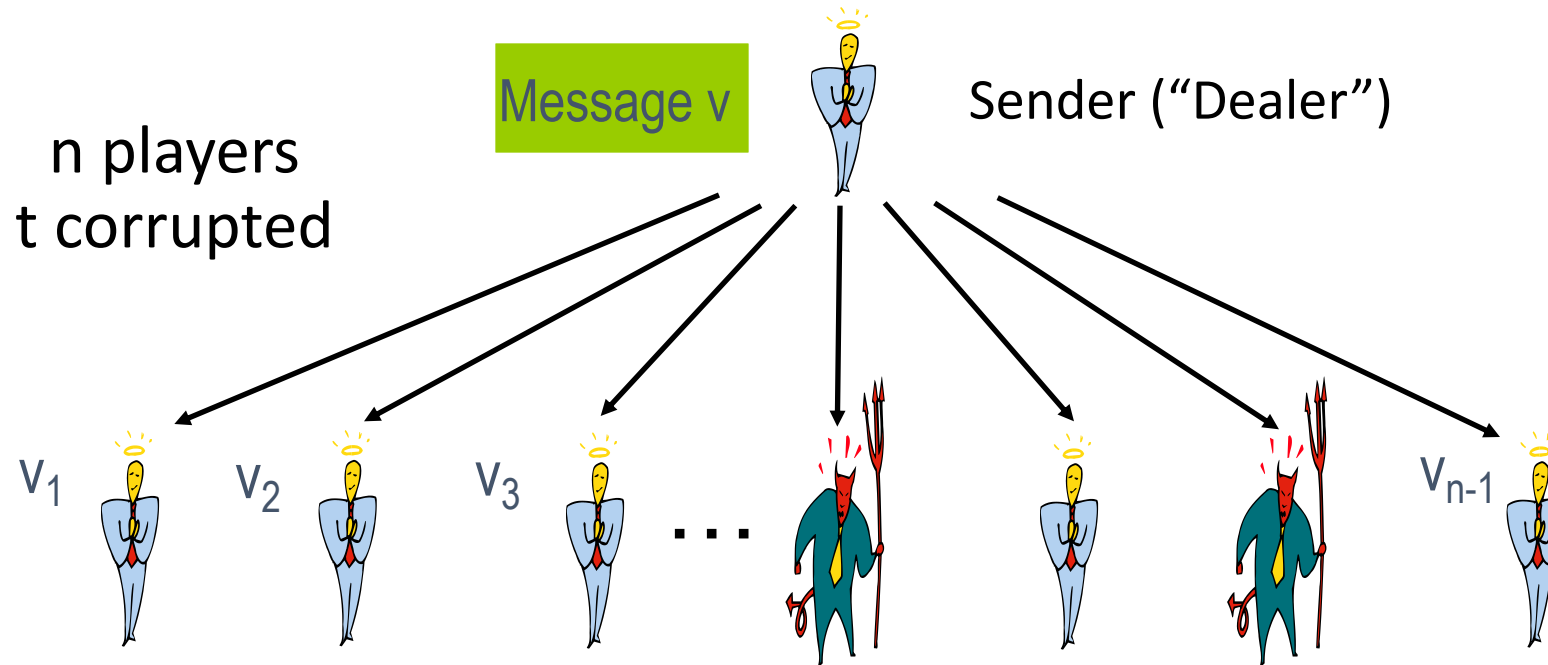 Message v
Sender (“Dealer”)
n players
t corrupted
v₁
v₂
v₃
...
vₙ₋₁